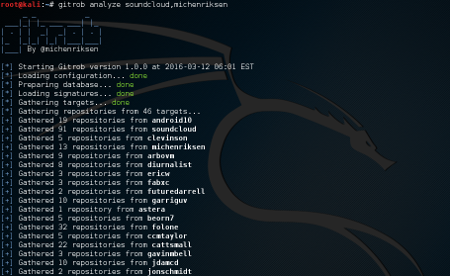 root@kali:~# gitrob analyze soundcloud,michenriksen
gitrob
By @michenriksen
[*] Starting Gitrob version 1.0.0 at 2016-03-12 06:01 EST
[*] Loading configuration... done
[*] Preparing database... done
[*] Loading signatures... done
[*] Gathering targets... done
[*] Gathering repositories from 46 targets...
[+] Gathered 19 repositories from android10
[+] Gathered 91 repositories from soundcloud
[+] Gathered 5 repositories from clevinson
[+] Gathered 13 repositories from michenriksen
[+] Gathered 9 repositories from arbovm
[+] Gathered 8 repositories from diurnalist
[+] Gathered 3 repositories from ericw
[+] Gathered 3 repositories from fabxc
[+] Gathered 2 repositories from futuredarrell
[+] Gathered 10 repositories from garriguv
[+] Gathered 1 repository from astera
[+] Gathered 5 repositories from beorn7
[+] Gathered 32 repositories from folone
[+] Gathered 5 repositories from ccmtaylor
[+] Gathered 22 repositories from cattsmall
[+] Gathered 3 repositories from gavinmbell
[+] Gathered 10 repositories from jdamcd
[+] Gathered 2 repositories from jonschmidt